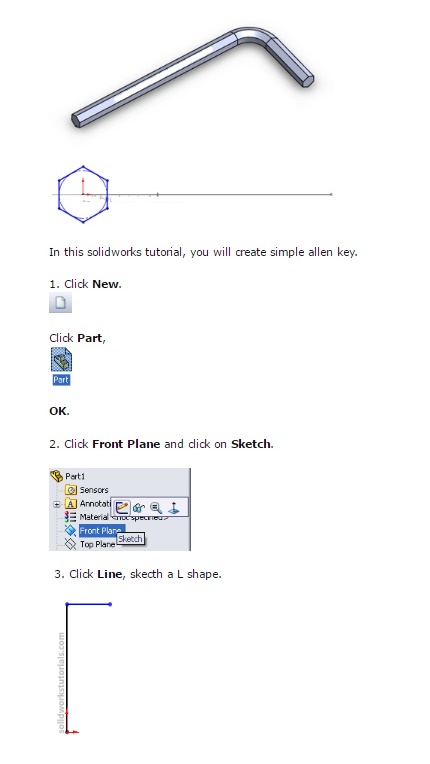 In this solidworks tutorial, you will create simple allen key.
1. Click New.
Click Part,
Part
OK.
2. Click Front Plane and click on Sketch.
Part1
Sensors
Annotati
Material <not specified>
Front Plane
Sketch
Top Plane
3. Click Line, skecth a L shape.
solidworkstutorials.com